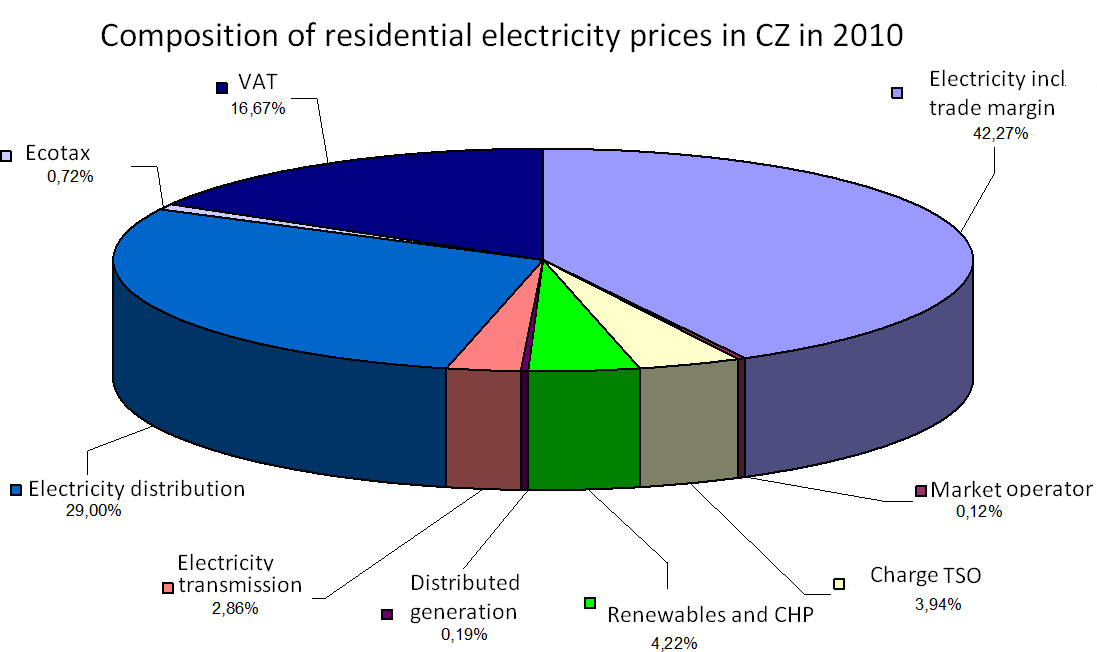 Composition of residential electricity prices in CZ in 2010
VAT
16,67%
Electricity incl.
trade margin
42,27%
Ecotax
0,72%
Electricity distribution
29,00%
Market operator
0,12%
Electricity
transmission
2,86%
Distributed
generation
0,19%
Renewables and CHP
4,22%
Charge TSO
3,94%